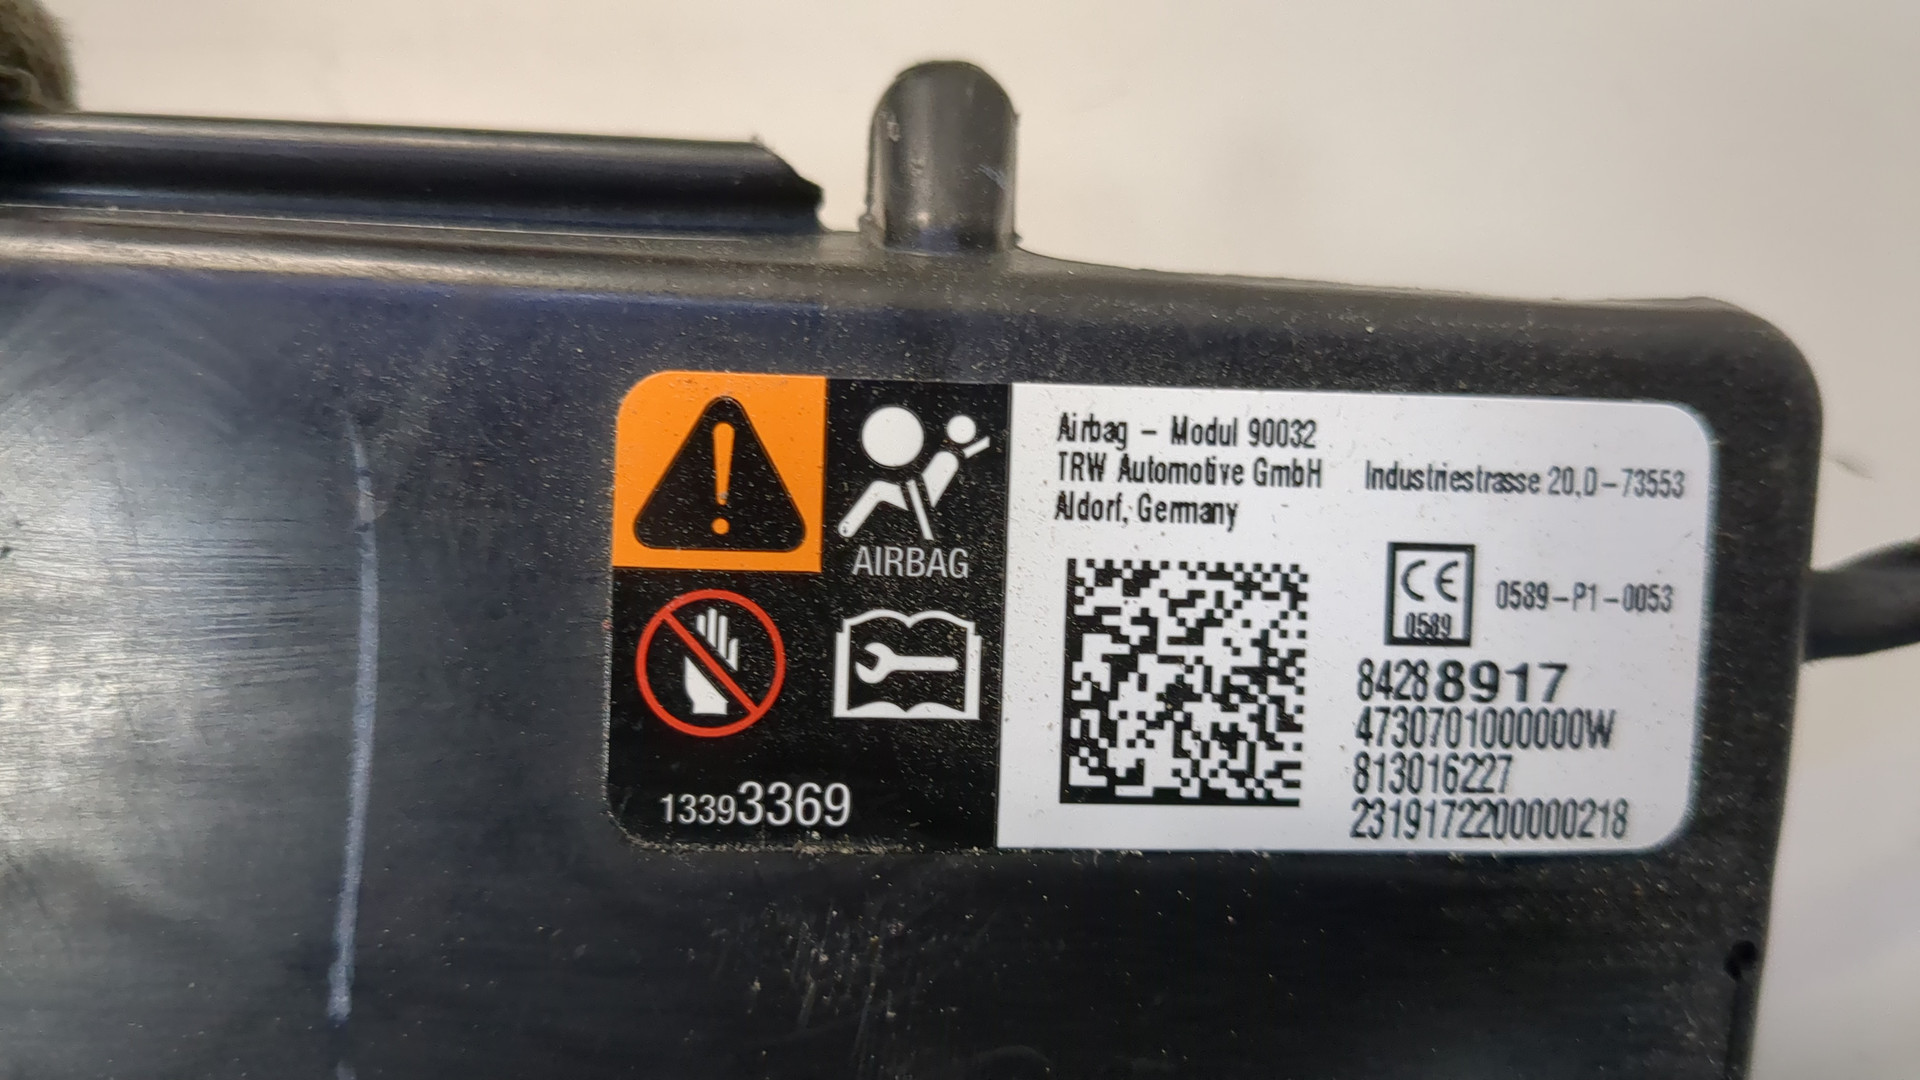 AIRBAG
13393369
Airbag - Modul 90032
TRW Automotive GmbH Industriestrasse 20, D-73553
Aldorf, Germany
CE
0589
0589-P1-0053
84288917
4730701000000W
813016227
2319172200000218